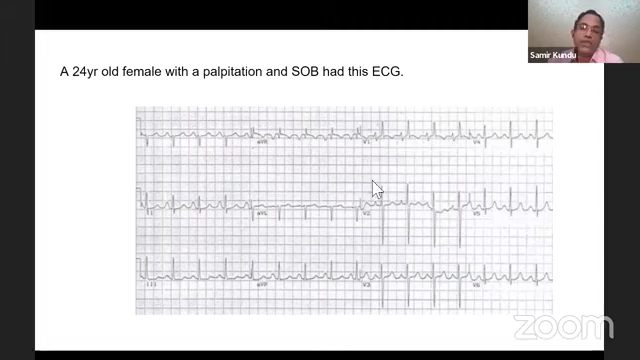 Samir Kundu
A 24yr old female with a palpitation and SOB had this ECG.
aVR V1 V4
II aVL V2 V5
III aVF V3 V6
zoom